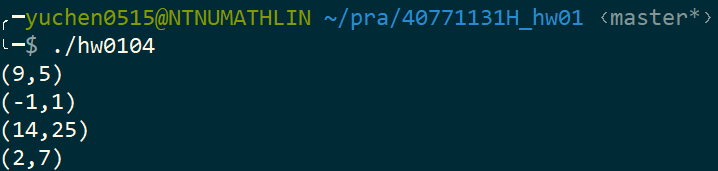 ╭─yuchen0515@NTNUMATHLIN ~/pra/40771131H_hw01 ‹master*›
╰─$ ./hw0104
(9,5)
(-1,1)
(14,25)
(2,7)